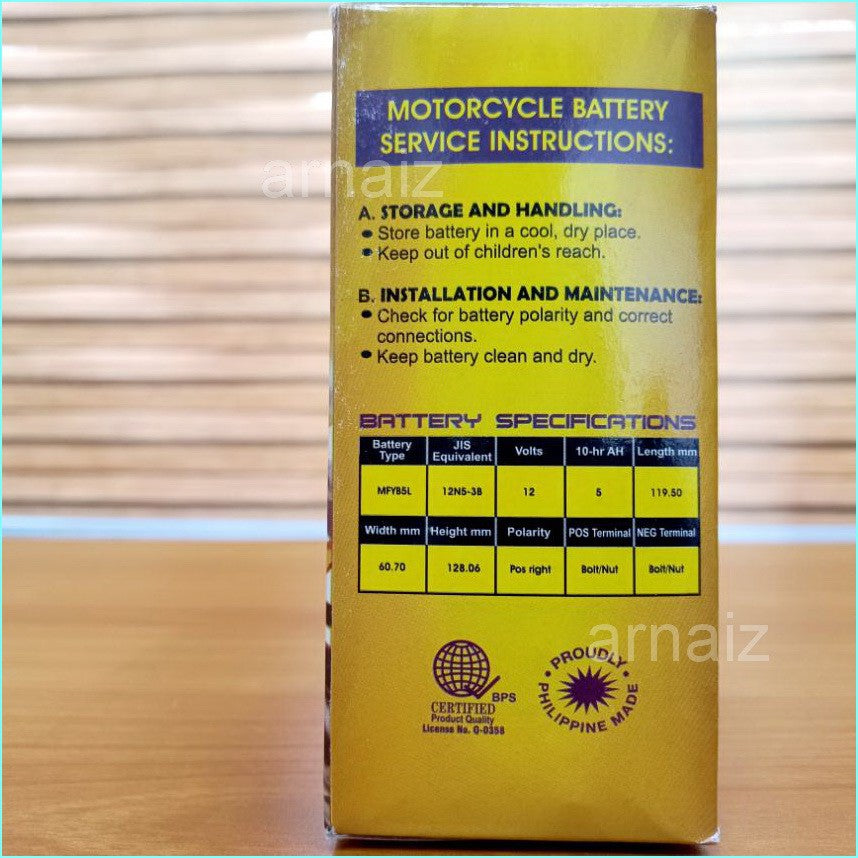 MOTORCYCLE BATTERY
SERVICE INSTRUCTIONS:
arnaiz
A. STORAGE AND HANDLING:
• Store battery in a cool, dry place.
• Keep out of children's reach.
B. INSTALLATION AND MAINTENANCE:
• Check for battery polarity and correct
connections.
• Keep battery clean and dry.
BATTERY SPECIFICATIONS
Battery Type JIS Equivalent Volts 10-hr AH Length mm
MFYB5L 12N5-3B 12 5 119.50
Width mm Height mm Polarity POS Terminal NEG Terminal
60.70 128.06 Pos right Bolt/Nut Bolt/Nut
arnaiz
BPS
CERTIFIED
Product Quality
License No. Q-0358
• PROUDLY •
PHILIPPINE MADE